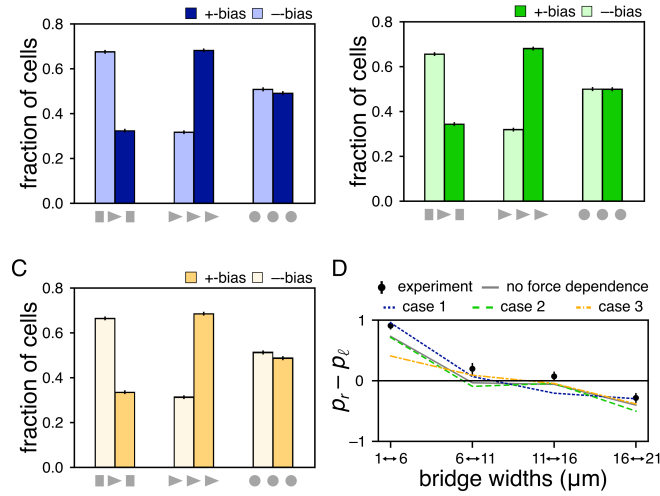 +-bias –-bias
fraction of cells
0.8
0.6
0.4
0.2
0.0
+-bias –-bias
fraction of cells
0.8
0.6
0.4
0.2
0.0
C
+-bias –-bias
fraction of cells
0.8
0.6
0.4
0.2
0.0
D
experiment no force dependence
case 1 case 2 case 3
pr − pℓ
1
0
−1
1↔6 6↔11 11↔16 16↔21
bridge widths (μm)